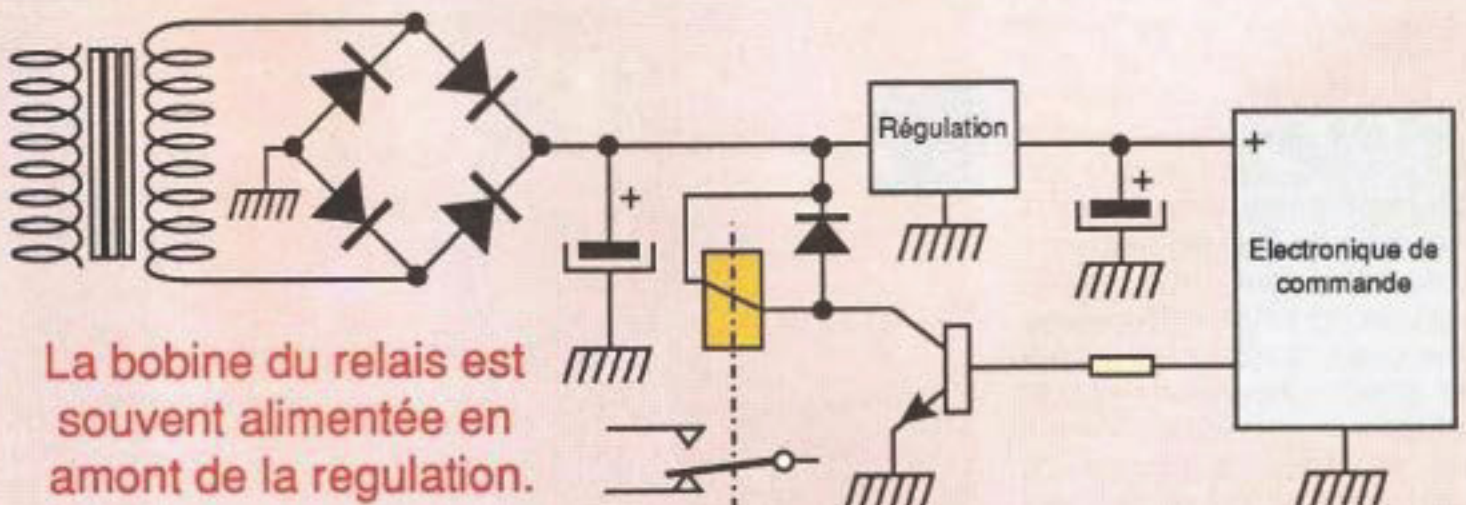 Régulation
+
+
+
Electronique de
commande
La bobine du relais est
souvent alimentée en
amont de la regulation.